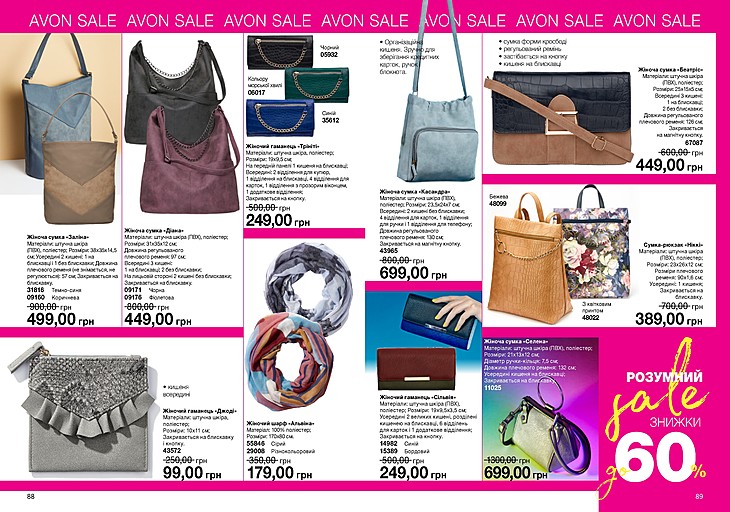 AVON SALE AVON SALE AVON SALE AVON SALE AVON SALE AVON SALE AVON SALE
Жіноча сумка «Заліна»
Матеріали: штучна шкіра
(ПВХ), поліестер;
Розміри: 38х35х14,5
см; Усередині 2 кишені: 1 на
блискавці і 1 без блискавки; Довжина
плечового ременя (не знімається, не
регулюється): 57 см; Закривається на
блискавку.
31818 Темно-синя
09160 Коричнева
900,00 грн
499,00 грн
Жіноча сумка «Діана»
Матеріали: штучна шкіра (ПВХ), поліестер;
Розміри: 31х35х12 см;
Довжина регульованого
плечового ременя: 97 см;
Всередині 3 кишені:
1 на блискавці; 2 без блискавки;
На лицьовій стороні 2 кишені без блискавки.
09171 Чорна
09176 Фіолетова
800,00 грн
449,00 грн
Чорний
05932
Кольору
морської хвилі
06017
Синій
35612
Жіночий гаманець «Трініті»
Матеріали: штучна шкіра (ПВХ), поліестер;
Розміри: 19х9,5 см;
На передній панелі 1 кишеня на блискавці;
Всередині: 2 відділення для купюр,
1 відділення на блискавці, 4 відділення для
карток, 1 відділення з прозорим віконцем,
1 додаткове відділення;
Закривається на кнопку.
500,00 грн
249,00 грн
• Організаційна
кишеня. Зручно для
зберігання кредитних
карток, ручок і
блокнота.
Жіноча сумка «Касандра»
Матеріали: штучна шкіра (ПВХ), поліестер;
Розміри: 23,5х24х7 см;
Всередині: 2 кишені без блискавки;
4 відділення для карток, 1 відділення
для ручки і 1 відділення для телефону;
Довжина регульованого
плечового ременя: 130 см;
Закривається на магнітну кнопку.
43965
800,00 грн
699,00 грн
• сумка форми кросбоді
• регульований ремінь
• застібається на кнопку
• кишеня на блискавці
Жіноча сумка «Беатріс»
Матеріали: штучна шкіра
(ПВХ), поліестер;
Розміри: 25х15х5 см;
Всередині 3 кишені:
1 на блискавці;
2 без блискавки;
Довжина регульованого
плечового ременя: 126 см;
Закривається
на магнітну кнопку.
67087
600,00 грн
449,00 грн
Бежева
48099
З квітковим
принтом
48022
Сумка-рюкзак «Ніккі»
Матеріали: штучна шкіра
(ПВХ), поліестер;
Розміри: 23х26х12 см;
Розміри плечового
ременя: 90х1,6 см;
Усередині: 1 кишеня;
Закривається на
блискавку.
700,00 грн
389,00 грн
• кишеня
всередині
Жіночий гаманець «Джоді»
Матеріали: штучна шкіра,
поліестер;
Розміри: 10х11 см;
Закривається на блискавку
і кнопку.
43572
250,00 грн
99,00 грн
Жіночий шарф «Альвіна»
Матеріал: 100% поліестер;
Розміри: 170х80 см.
55846 Сірий
29008 Різнокольоровий
350,00 грн
179,00 грн
Жіночий гаманець «Сільвія»
Матеріали: штучна шкіра (ПВХ),
поліестер; Розміри: 19х9,5х3,5 см;
Усередині 2 великих кишені, розділені
кишенею на блискавці, 6 відділень
для карток і 1 додаткове відділення;
Закривається на кнопку.
14982 Синій
15389 Бордовий
500,00 грн
249,00 грн
Жіноча сумка «Селена»
Матеріали: штучна шкіра (ПВХ), поліестер;
Розміри: 21х13х12 см;
Діаметр ручки-кільця: 7,5 см;
Довжина плечового ременя: 132 см;
Усередині кишеня на блискавці;
Закривається на блискавку.
11025
1300,00 грн
699,00 грн
РОЗУМНИЙ
sale
ЗНИЖКИ
до 60%
88
89